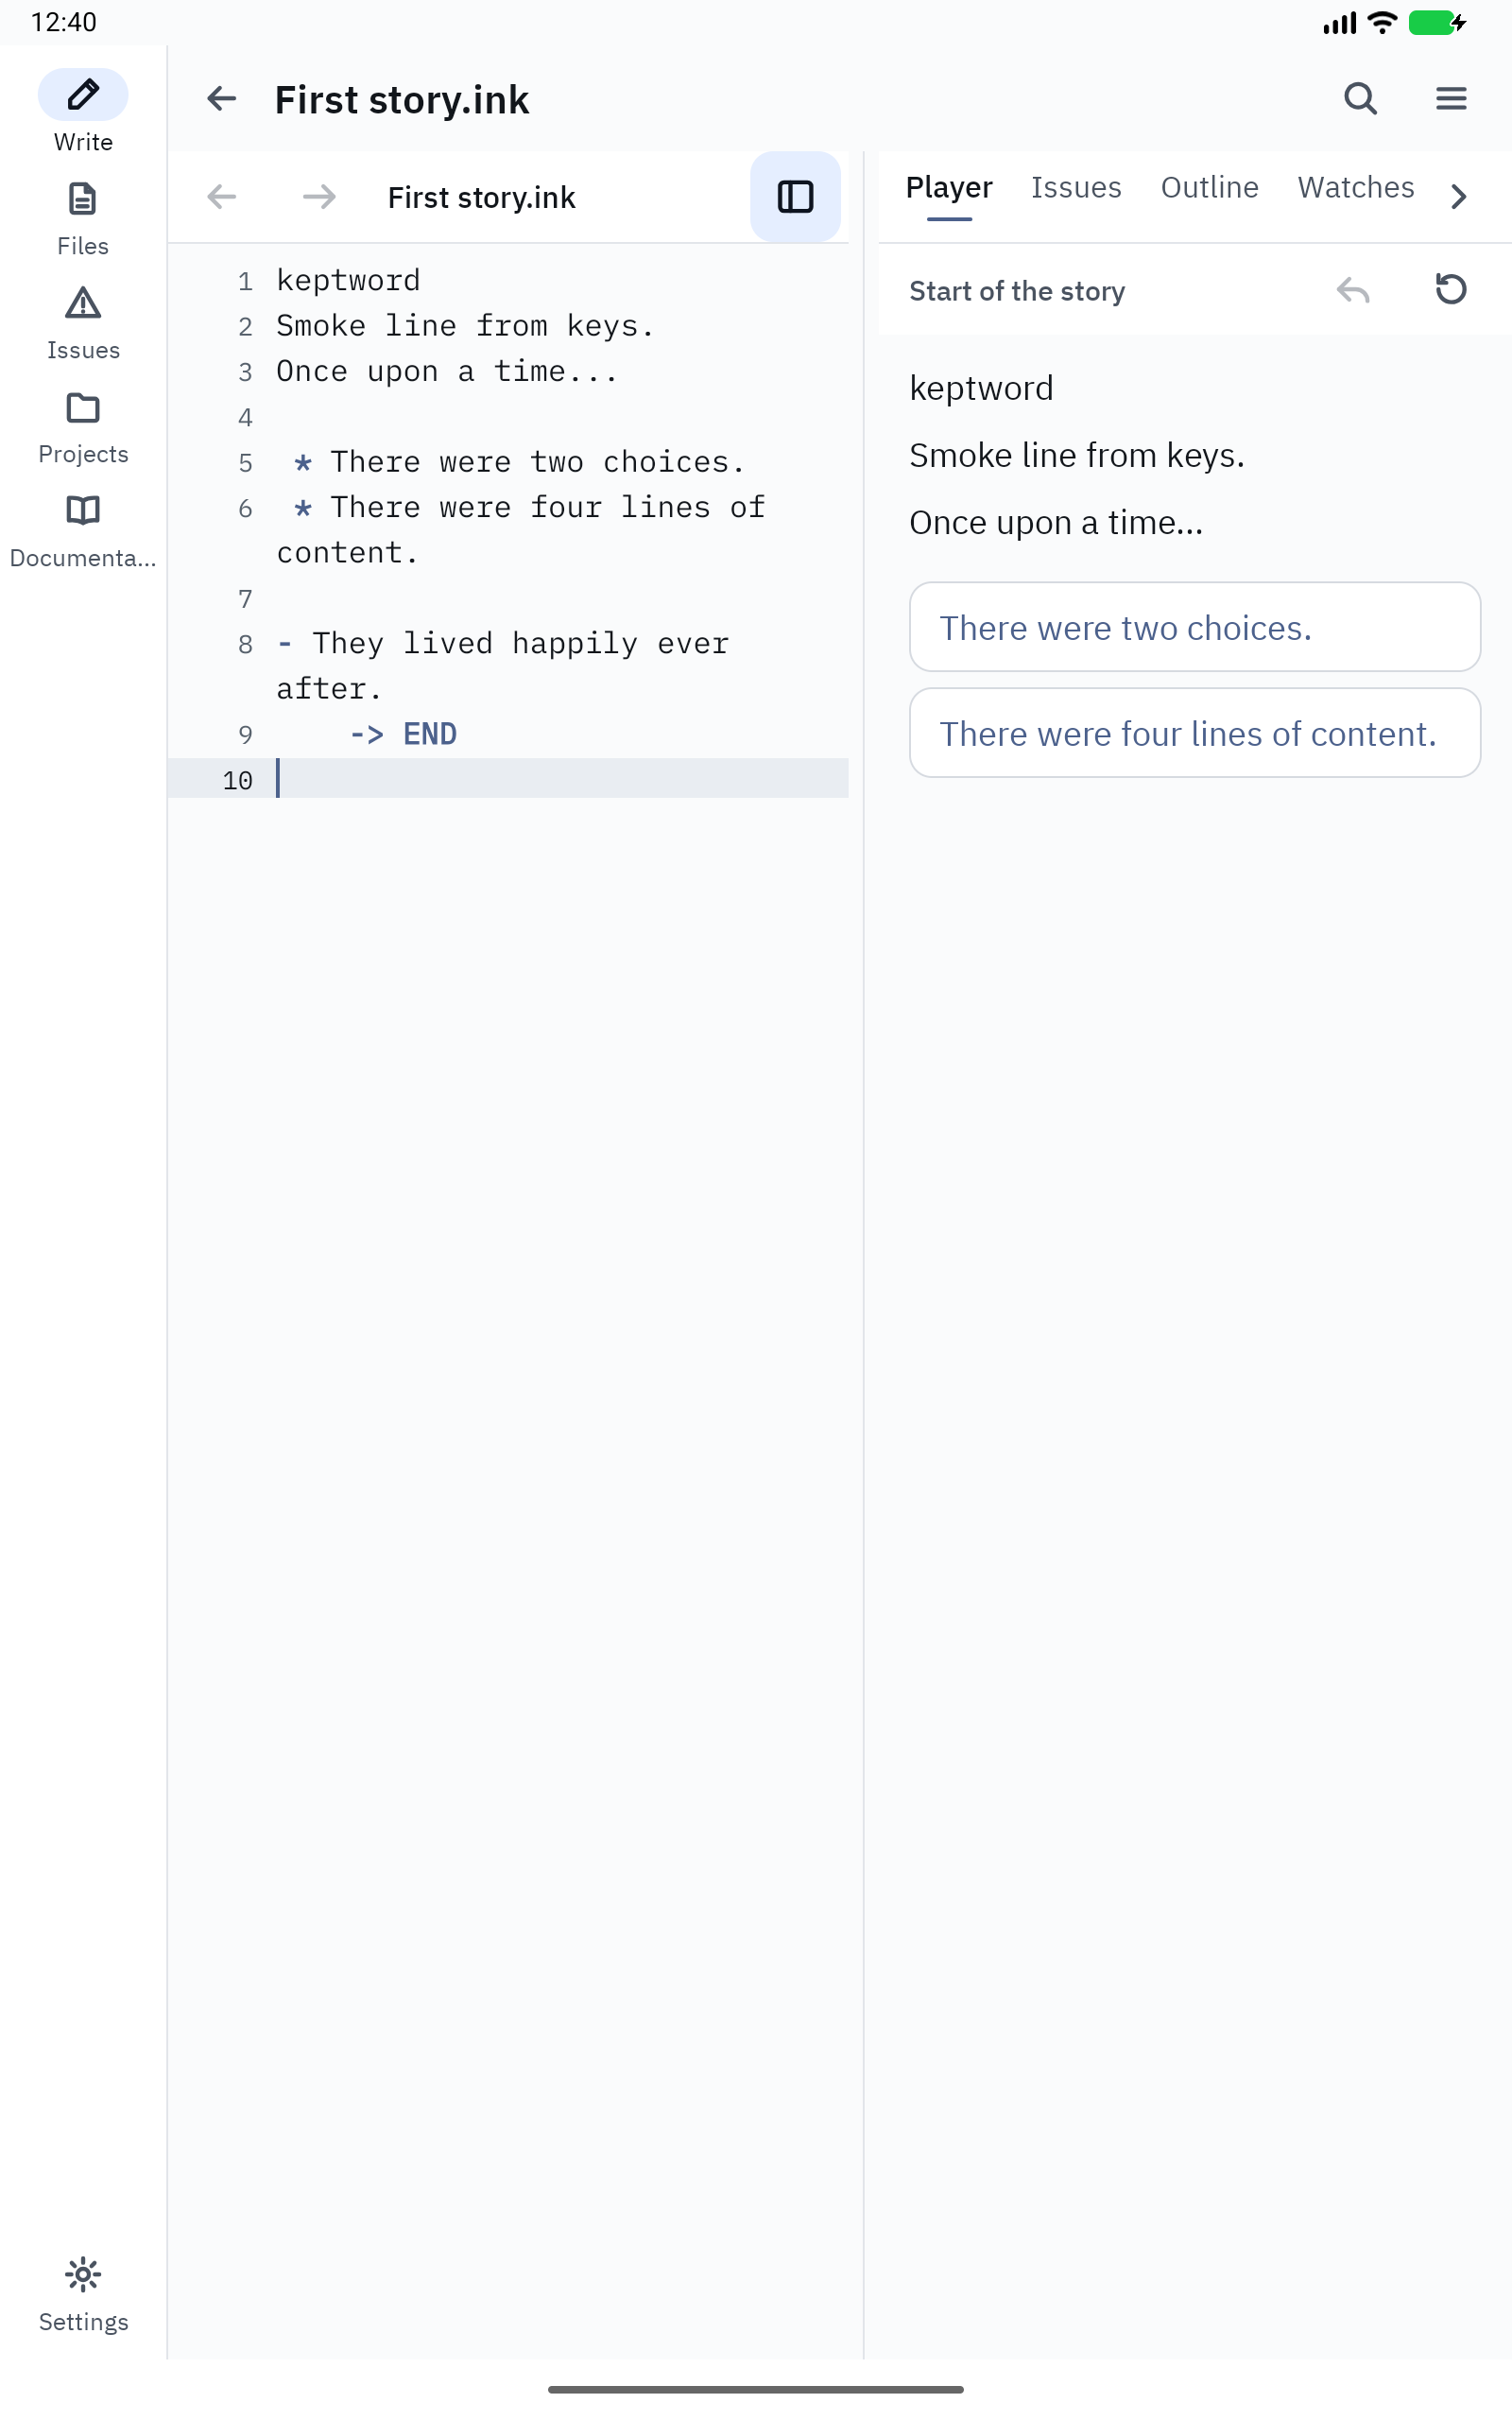 12:40
Write
Files
Issues
Projects
Documenta...
Settings
First story.ink
First story.ink
1 keptword
2 Smoke line from keys.
3 Once upon a time...
4
5 * There were two choices.
6 * There were four lines of
content.
7
8 - They lived happily ever
after.
9 -> END
10
Player Issues Outline Watches
Start of the story
keptword
Smoke line from keys.
Once upon a time...
There were two choices.
There were four lines of content.